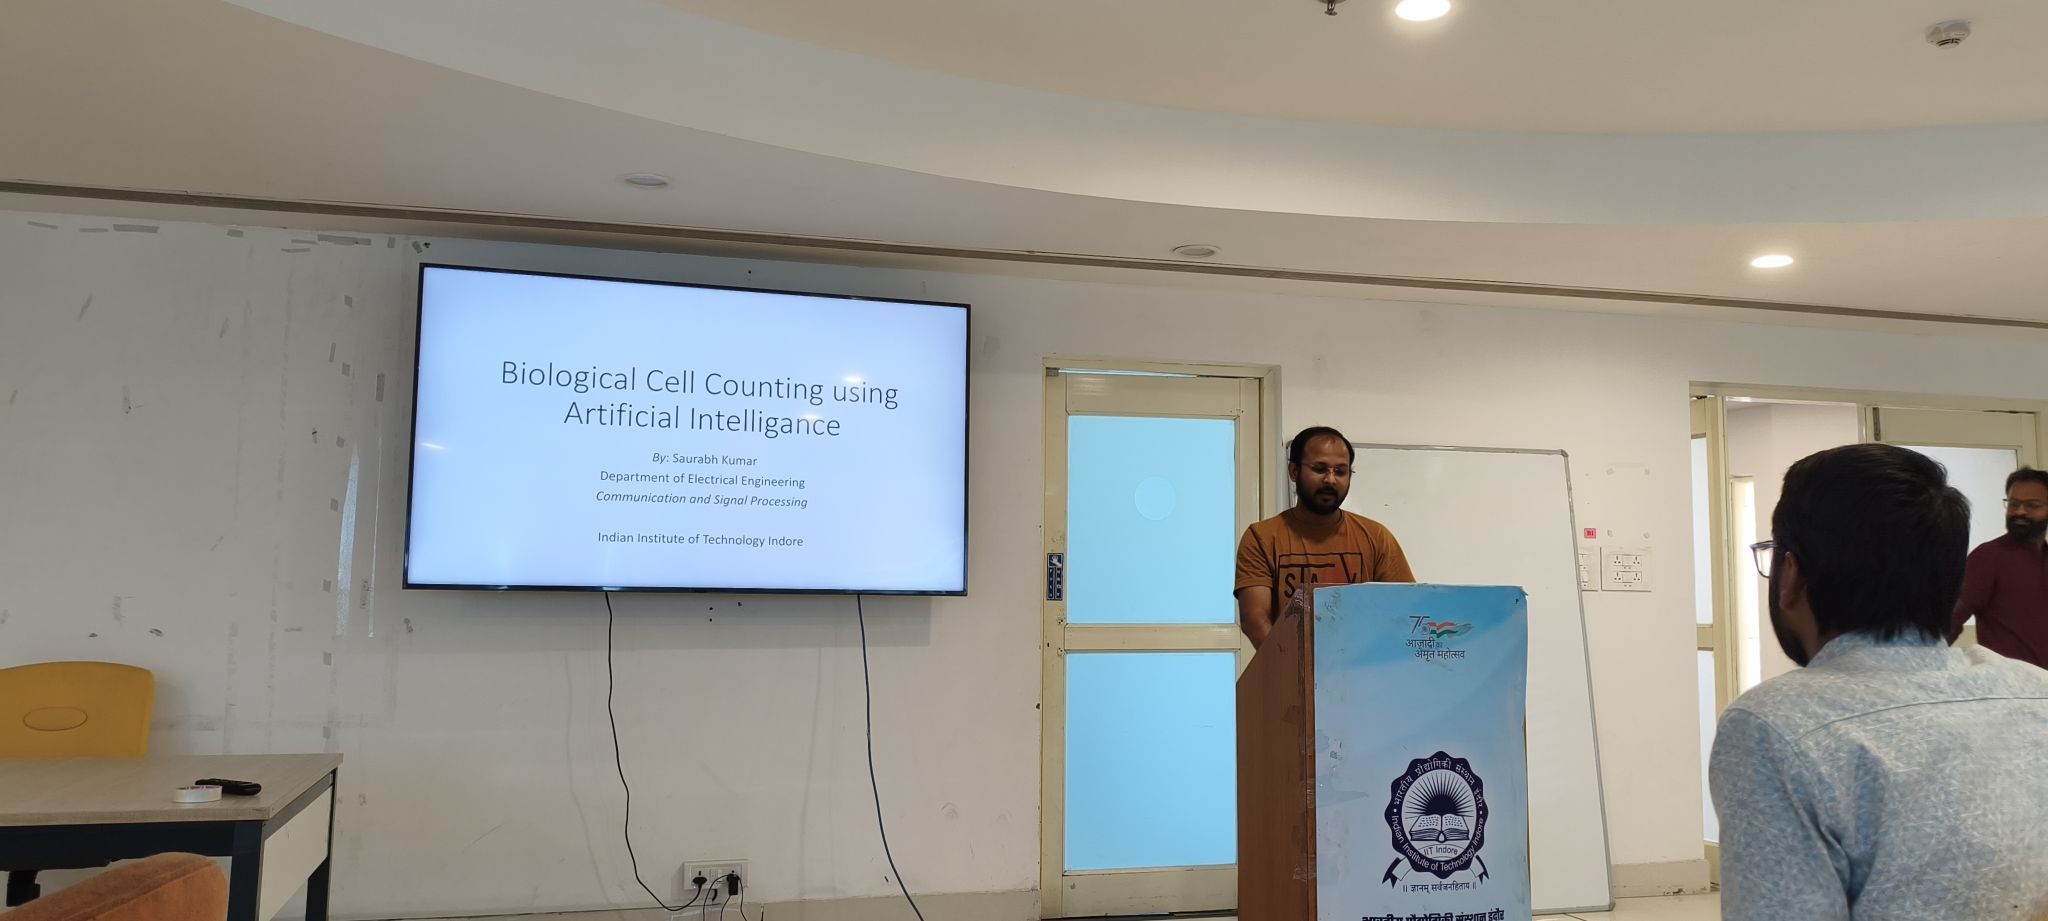 Biological Cell Counting using
Artificial Intelligance
By: Saurabh Kumar
Department of Electrical Engineering
Communication and Signal Processing
Indian Institute of Technology Indore
75
आज़ादी का
अमृत महोत्सव
भारतीय प्रौद्योगिकी संस्थान इंदौर
Indian Institute of Technology Indore
IIT Indore
॥ ज्ञानम् सर्वजनहिताय ॥
भारतीय प्रौद्योगिकी संस्थान इंदौर